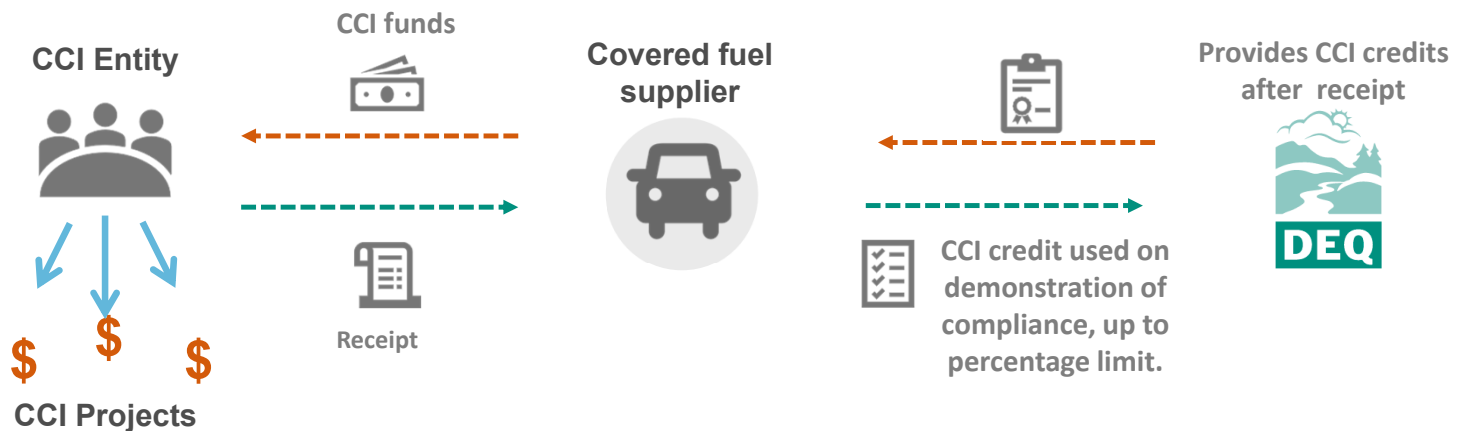 CCI funds
CCI Entity
Covered fuel
supplier
Provides CCI credits
after receipt
DEQ
Receipt
CCI credit used on
demonstration of
compliance, up to
percentage limit.
$ $ $
CCI Projects